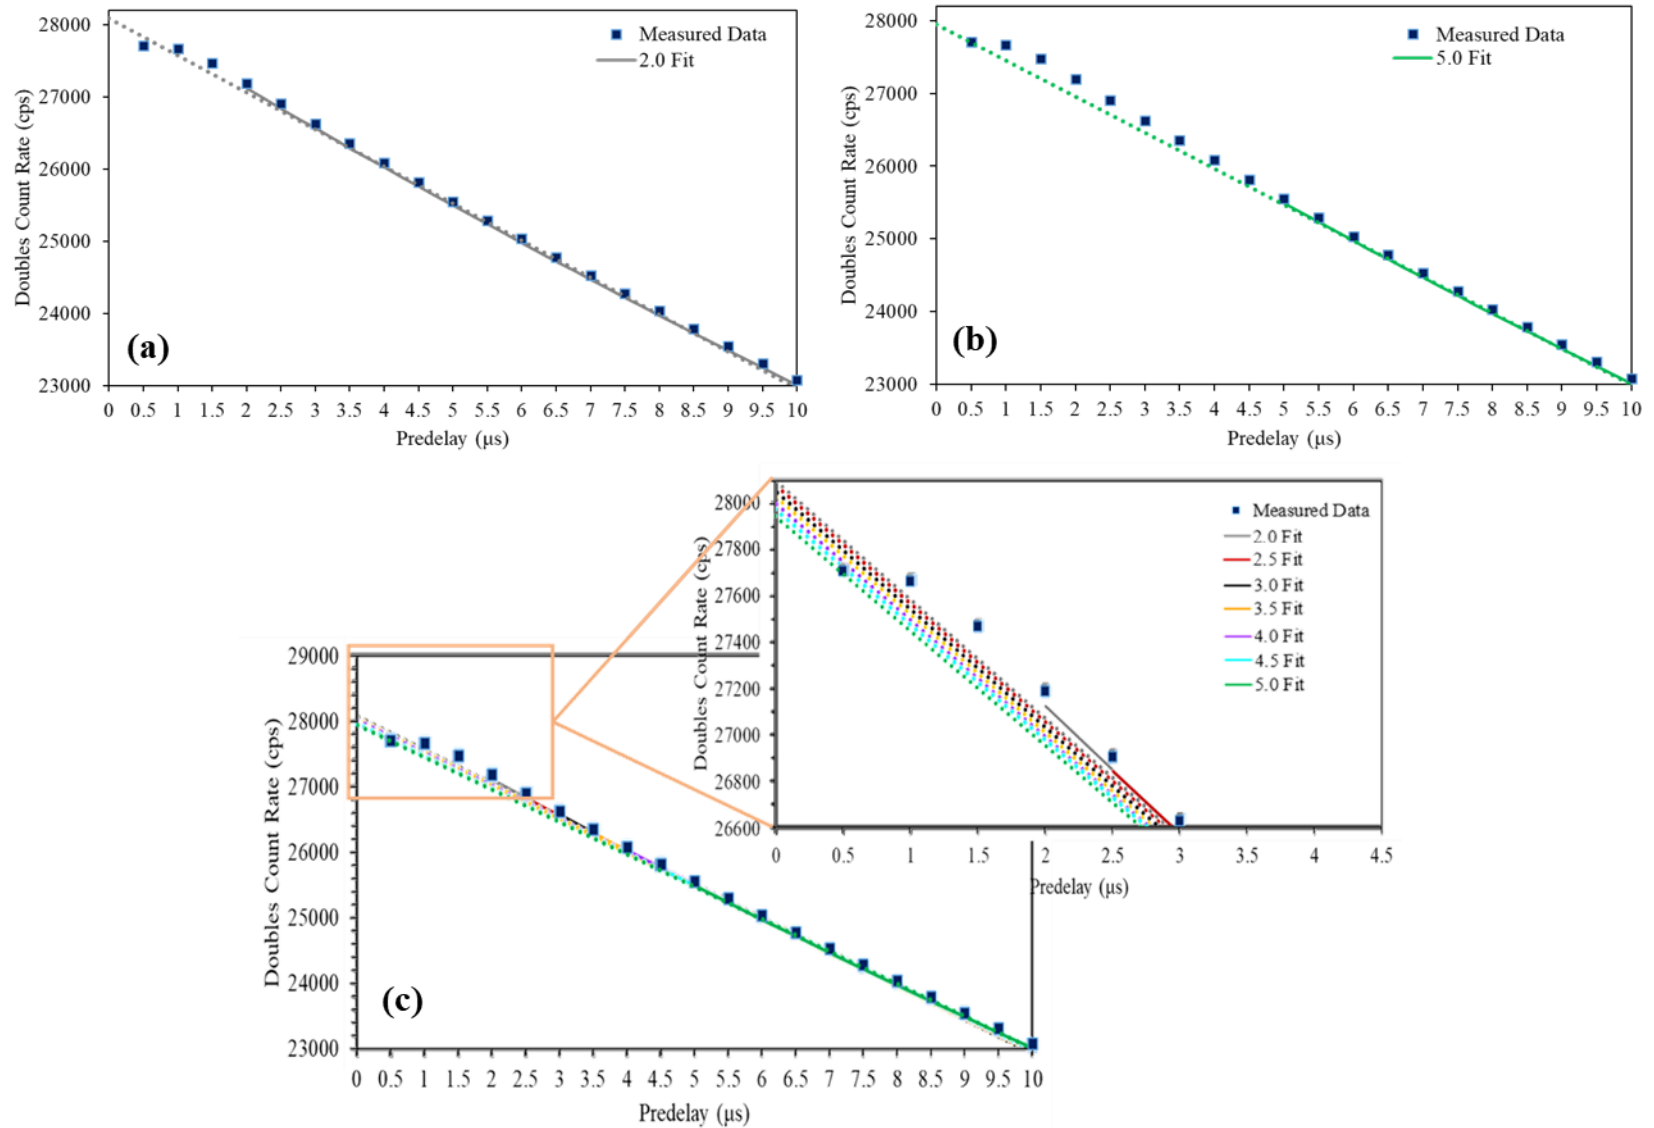 28000
27000
26000
25000
24000
23000
Doubles Count Rate (cps)
Measured Data
2.0 Fit
(a)
0 0.5 1 1.5 2 2.5 3 3.5 4 4.5 5 5.5 6 6.5 7 7.5 8 8.5 9 9.5 10
Predelay (µs)
28000
27000
26000
25000
24000
23000
Doubles Count Rate (cps)
Measured Data
5.0 Fit
(b)
0 0.5 1 1.5 2 2.5 3 3.5 4 4.5 5 5.5 6 6.5 7 7.5 8 8.5 9 9.5 10
Predelay (µs)
28000
27800
27600
27400
27200
27000
26800
26600
Doubles Count Rate (cps)
Measured Data
2.0 Fit
2.5 Fit
3.0 Fit
3.5 Fit
4.0 Fit
4.5 Fit
5.0 Fit
0 0.5 1 1.5 2 2.5 3 3.5 4 4.5
Predelay (µs)
29000
28000
27000
26000
25000
24000
23000
Doubles Count Rate (cps)
(c)
0 0.5 1 1.5 2 2.5 3 3.5 4 4.5 5 5.5 6 6.5 7 7.5 8 8.5 9 9.5 10
Predelay (µs)